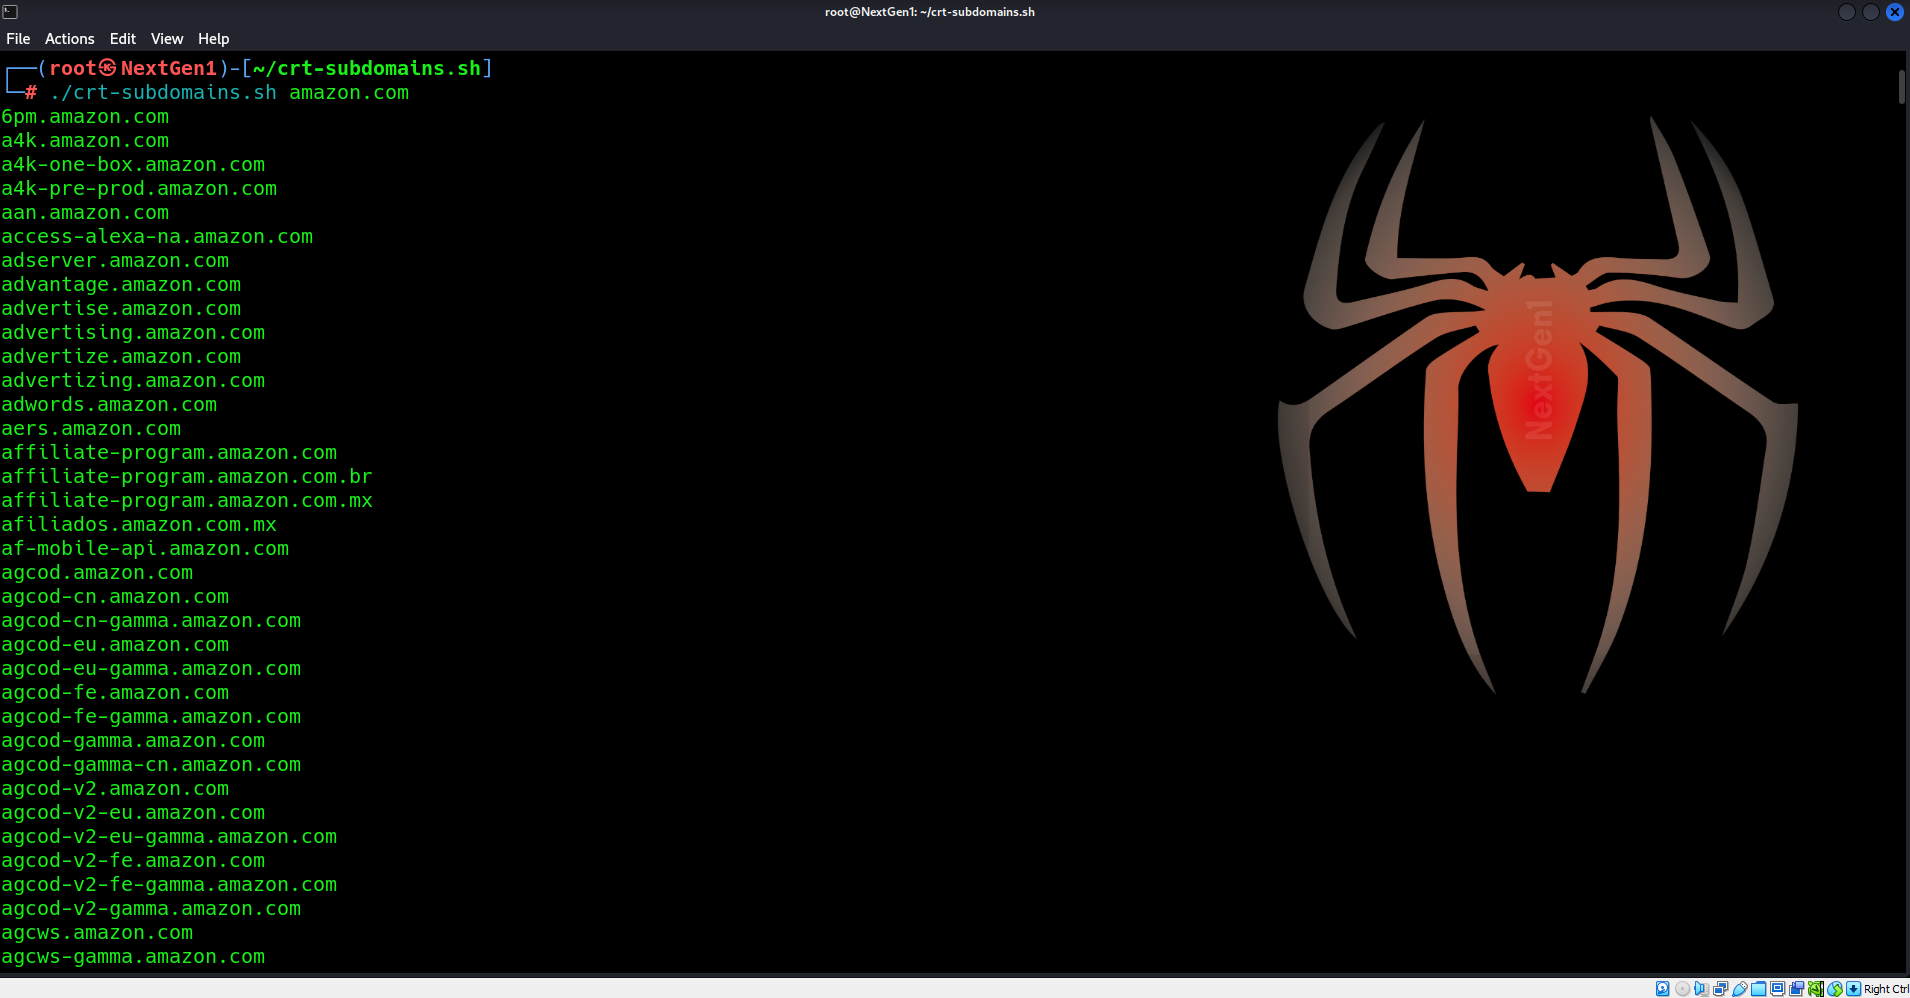 root@NextGen1: ~/crt-subdomains.sh
File Actions Edit View Help
┌──(root㉿NextGen1)-[~/crt-subdomains.sh]
└─# ./crt-subdomains.sh amazon.com
6pm.amazon.com
a4k.amazon.com
a4k-one-box.amazon.com
a4k-pre-prod.amazon.com
aan.amazon.com
access-alexa-na.amazon.com
adserver.amazon.com
advantage.amazon.com
advertise.amazon.com
advertising.amazon.com
advertize.amazon.com
advertizing.amazon.com
adwords.amazon.com
aers.amazon.com
affiliate-program.amazon.com
affiliate-program.amazon.com.br
affiliate-program.amazon.com.mx
afiliados.amazon.com.mx
af-mobile-api.amazon.com
agcod.amazon.com
agcod-cn.amazon.com
agcod-cn-gamma.amazon.com
agcod-eu.amazon.com
agcod-eu-gamma.amazon.com
agcod-fe.amazon.com
agcod-fe-gamma.amazon.com
agcod-gamma.amazon.com
agcod-gamma-cn.amazon.com
agcod-v2.amazon.com
agcod-v2-eu.amazon.com
agcod-v2-eu-gamma.amazon.com
agcod-v2-fe.amazon.com
agcod-v2-fe-gamma.amazon.com
agcod-v2-gamma.amazon.com
agcws.amazon.com
agcws-gamma.amazon.com
NextGen1
Right Ctrl